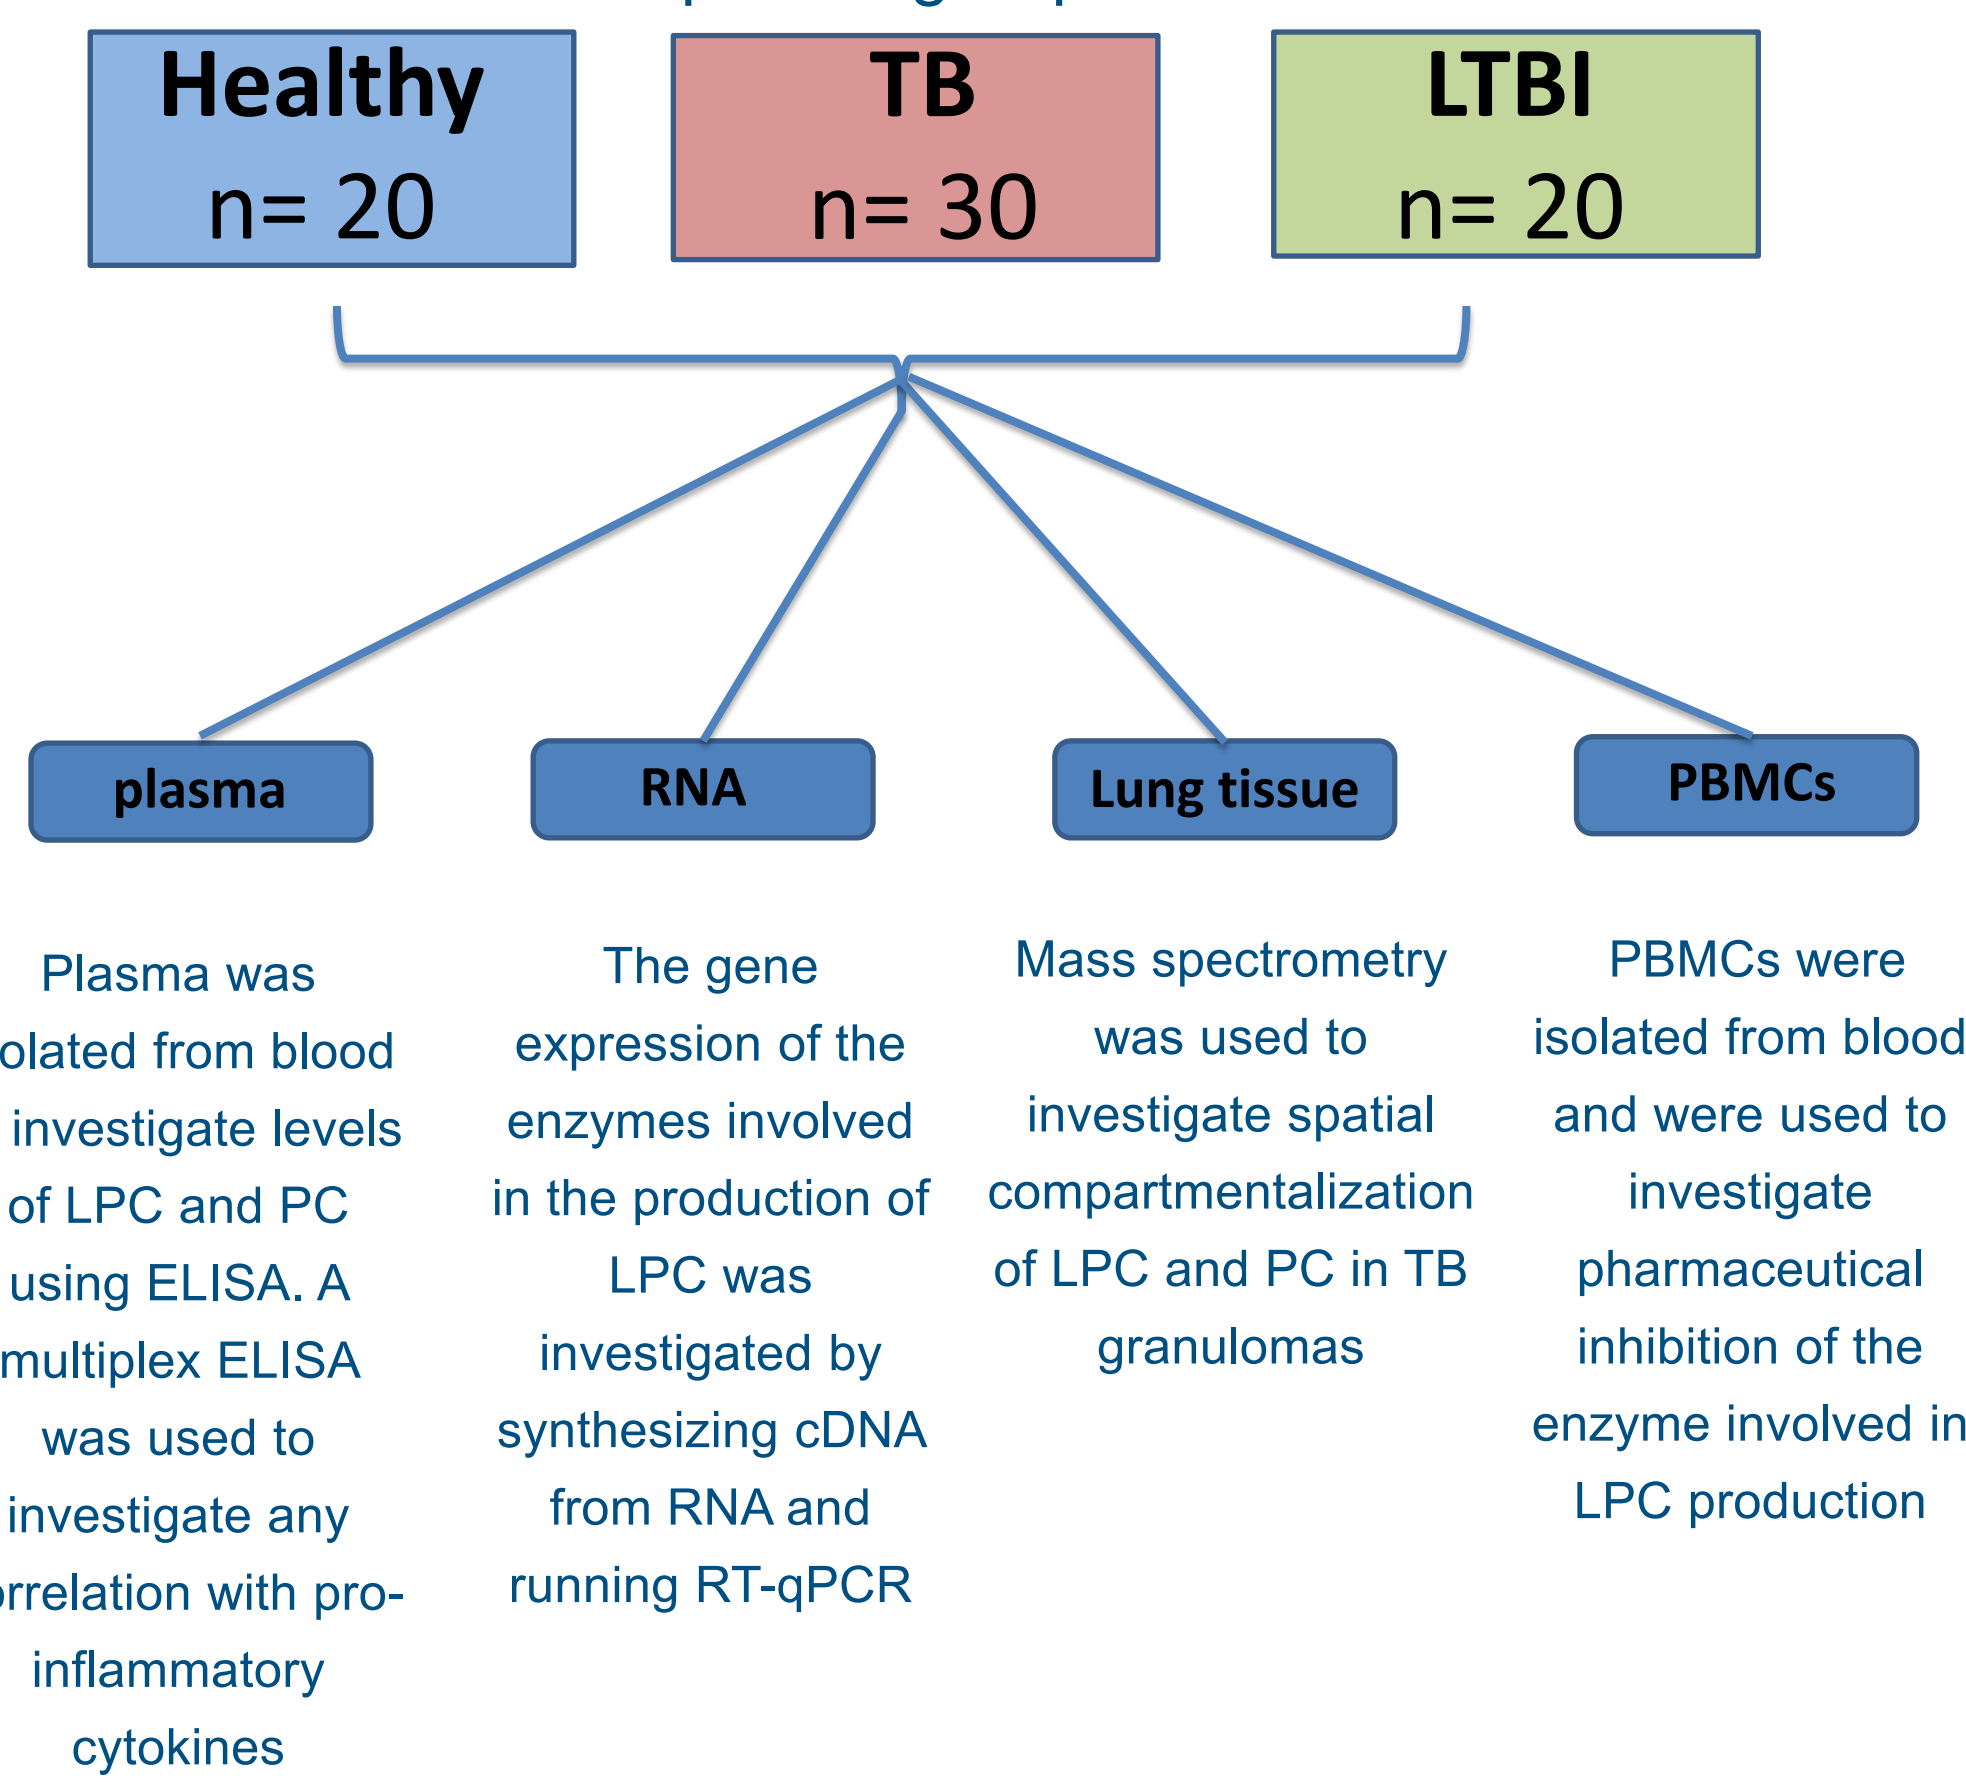 Healthy
n= 20
TB
n= 30
LTBI
n= 20
plasma
RNA
Lung tissue
PBMCs
Plasma was
from blood
investigate levels
of LPC and PC
using ELISA. A
multiplex ELISA
was used to
investigate any
with pro-
inflammatory
cytokines
The gene
expression of the
enzymes involved
in the production of
LPC was
investigated by
synthesizing cDNA
from RNA and
running RT-qPCR
Mass spectrometry
was used to
investigate spatial
compartmentalization
of LPC and PC in TB
granulomas
PBMCs were
isolated from blood
and were used to
investigate
pharmaceutical
inhibition of the
enzyme involved in
LPC production